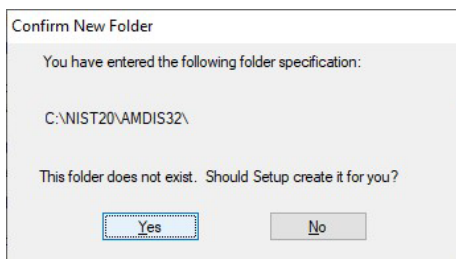 Confirm New Folder
You have entered the following folder specification:
C:\NIST20\AMDIS32\
This folder does not exist. Should Setup create it for you?
Yes
No